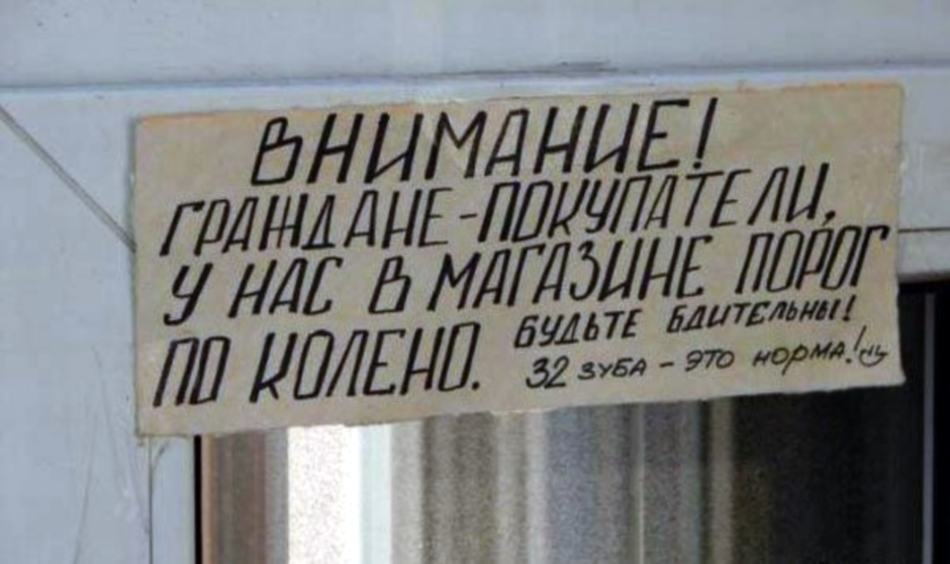 ВНИМАНИЕ!
ГРАЖДАНЕ-ПОКУПАТЕЛИ,
У НАС В МАГАЗИНЕ ПОРОГ
ПО КОЛЕНО. БУДЬТЕ БДИТЕЛЬНЫ!
32 ЗУБА - ЭТО НОРМА!